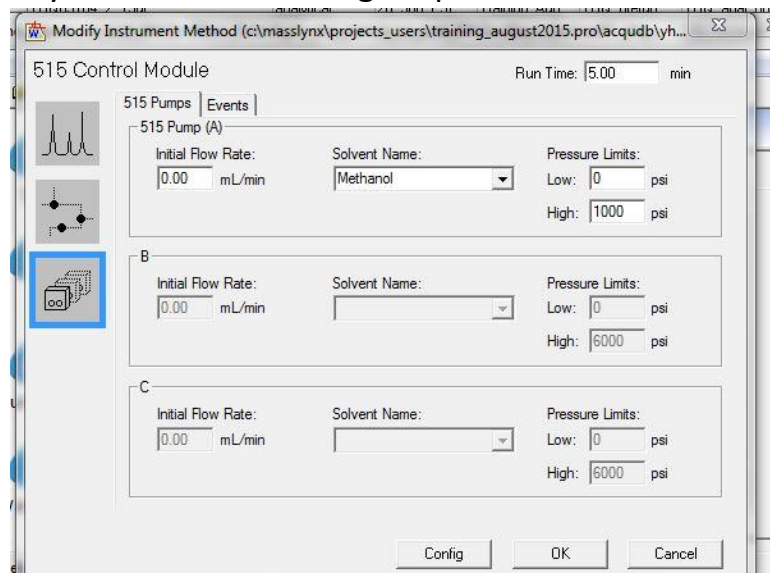 Modify Instrument Method (c:\masslynx\projects_users\training_august2015.pro\acqudb\yh...
515 Control Module
Run Time: 5.00 min
515 Pumps Events
515 Pump (A)
Initial Flow Rate: Solvent Name: Pressure Limits:
0.00 mL/min Methanol Low: 0 psi
High: 1000 psi
B
Initial Flow Rate: Solvent Name: Pressure Limits:
0.00 mL/min Low: 0 psi
High: 6000 psi
C
Initial Flow Rate: Solvent Name: Pressure Limits:
0.00 mL/min Low: 0 psi
High: 6000 psi
Config OK Cancel